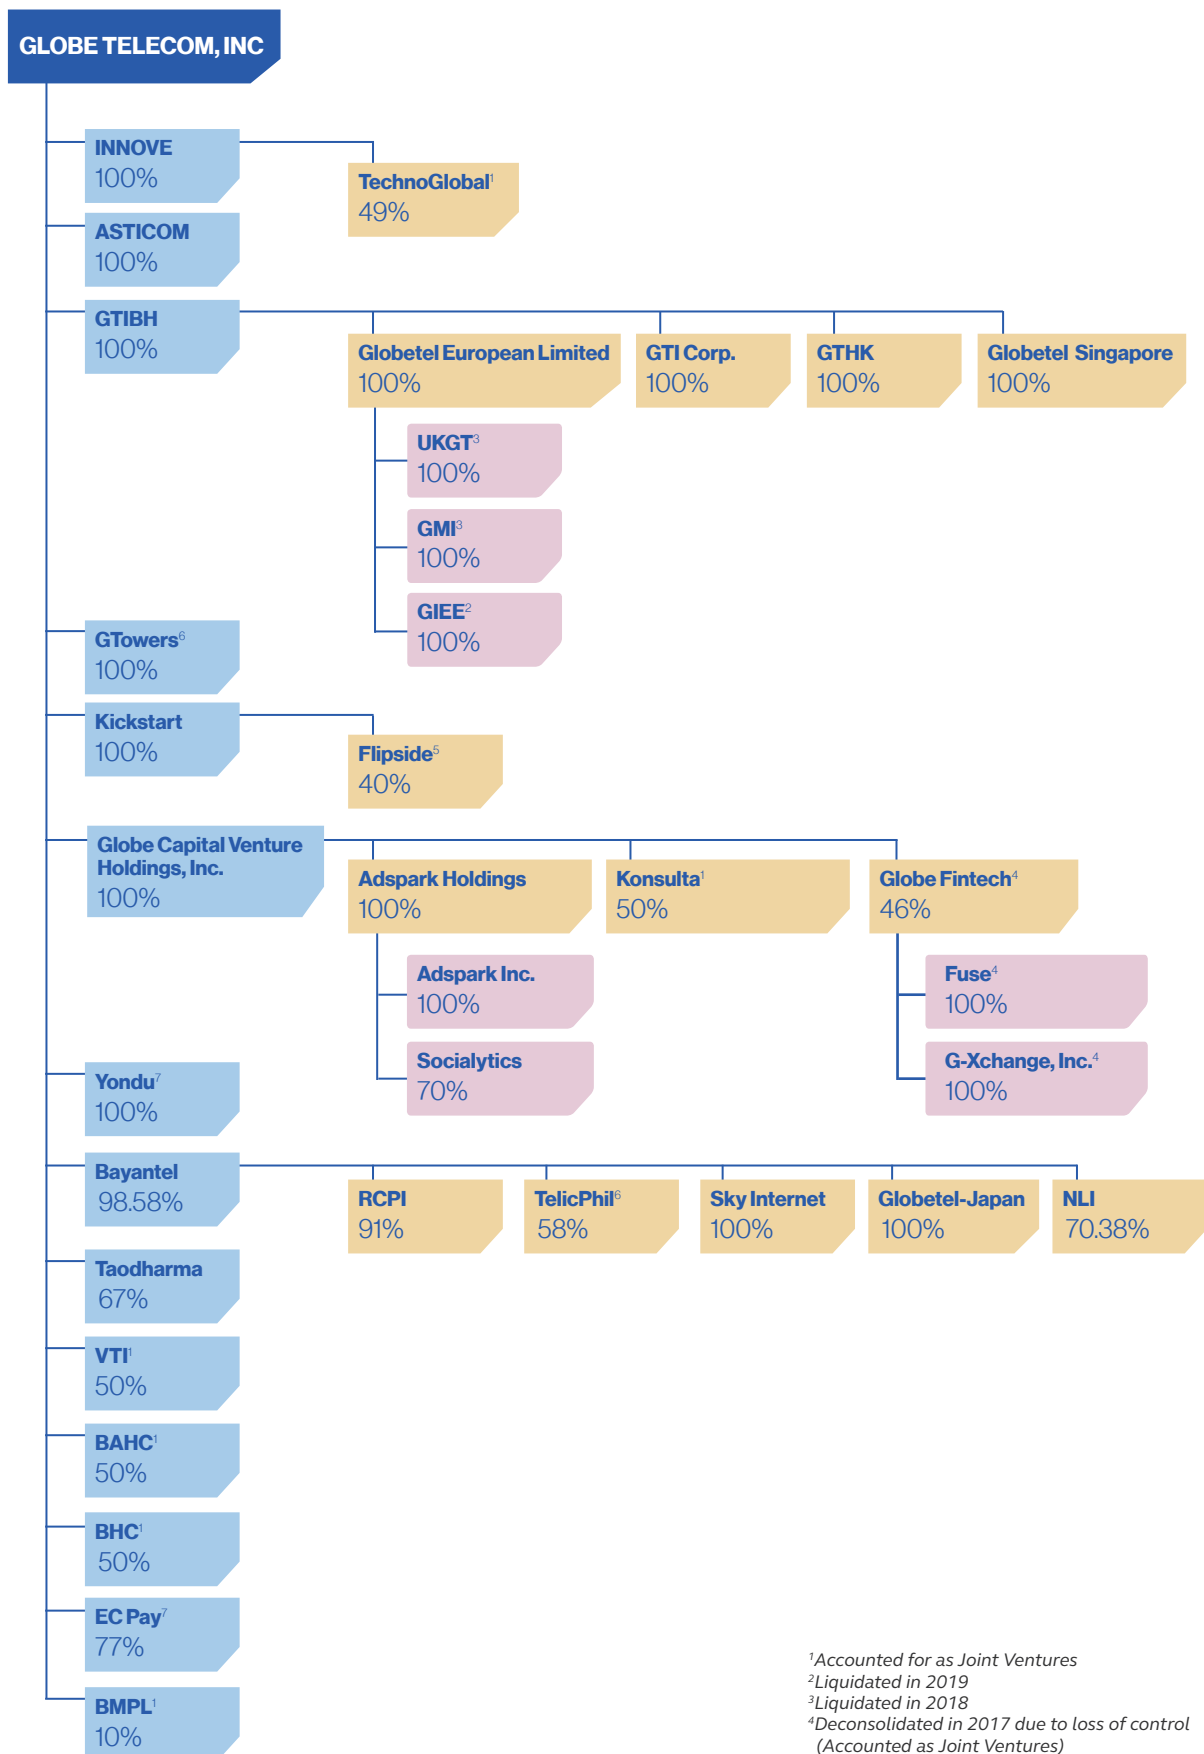 GLOBE TELECOM, INC
INNOVE
100%
TechnoGlobal¹
49%
ASTICOM
100%
GTIBH
100%
Globetel European Limited
100%
GTI Corp.
100%
GTHK
100%
Globetel Singapore
100%
UKGT³
100%
GMI³
100%
GIEE²
100%
GTowers⁶
100%
Kickstart
100%
Flipside⁵
40%
Globe Capital Venture
Holdings, Inc.
100%
Adspark Holdings
100%
Konsulta¹
50%
Globe Fintech⁴
46%
Adspark Inc.
100%
Socialytics
70%
Fuse⁴
100%
G-Xchange, Inc.⁴
100%
Yondu⁷
100%
Bayantel
98.58%
RCPI
91%
TelicPhil⁶
58%
Sky Internet
100%
Globetel-Japan
100%
NLI
70.38%
Taodharma
67%
VTI¹
50%
BAHC¹
50%
BHC¹
50%
EC Pay⁷
77%
BMPL¹
10%
¹Accounted for as Joint Ventures
²Liquidated in 2019
³Liquidated in 2018
⁴Deconsolidated in 2017 due to loss of control
(Accounted as Joint Ventures)